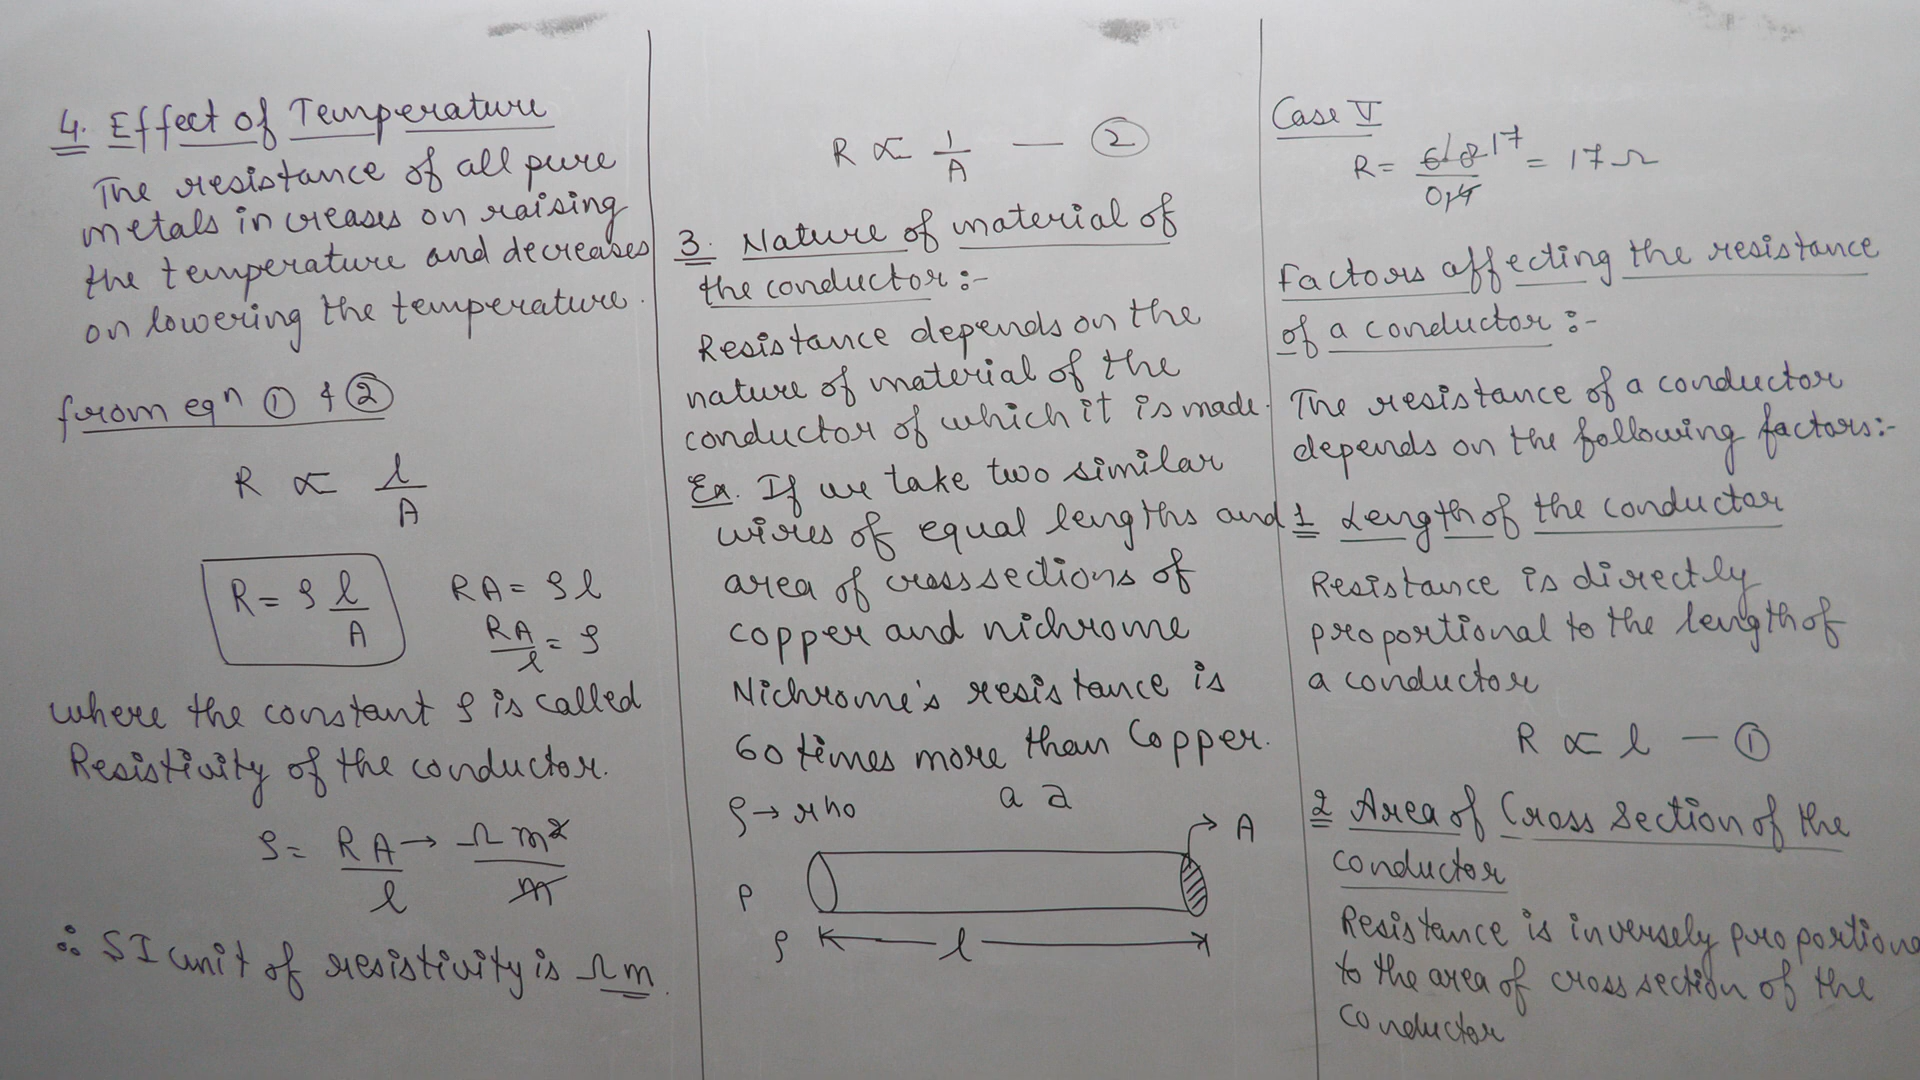 4. Effect of Temperature
The resistance of all pure
metals increases on raising
the temperature and decreases
on lowering the temperature.
from eqn ① & ②
R ∝ l/A
R = ρ l/A
RA = ρl
RA/l = ρ
where the constant ρ is called
Resistivity of the conductor.
ρ = RA/l → Ω m²/m
∴ SI unit of resistivity is Ωm.
R ∝ 1/A — ②
3. Nature of material of
the conductor :-
Resistance depends on the
nature of material of the
conductor of which it is made.
Ex. If we take two similar
wires of equal lengths and
area of cross sections of
copper and nichrome
Nichrome's resistance is
60 times more than Copper.
ρ → rho
a a
A
ρ
ρ
l
Case V
R = 6.8 17/0.4 = 17 Ω
Factors affecting the resistance
of a conductor :-
The resistance of a conductor
depends on the following factors:-
1 Length of the conductor
Resistance is directly
proportional to the length of
a conductor
R ∝ l — ①
2 Area of Cross Section of the
conductor
Resistance is inversely proportiona
to the area of cross section of the
conductor